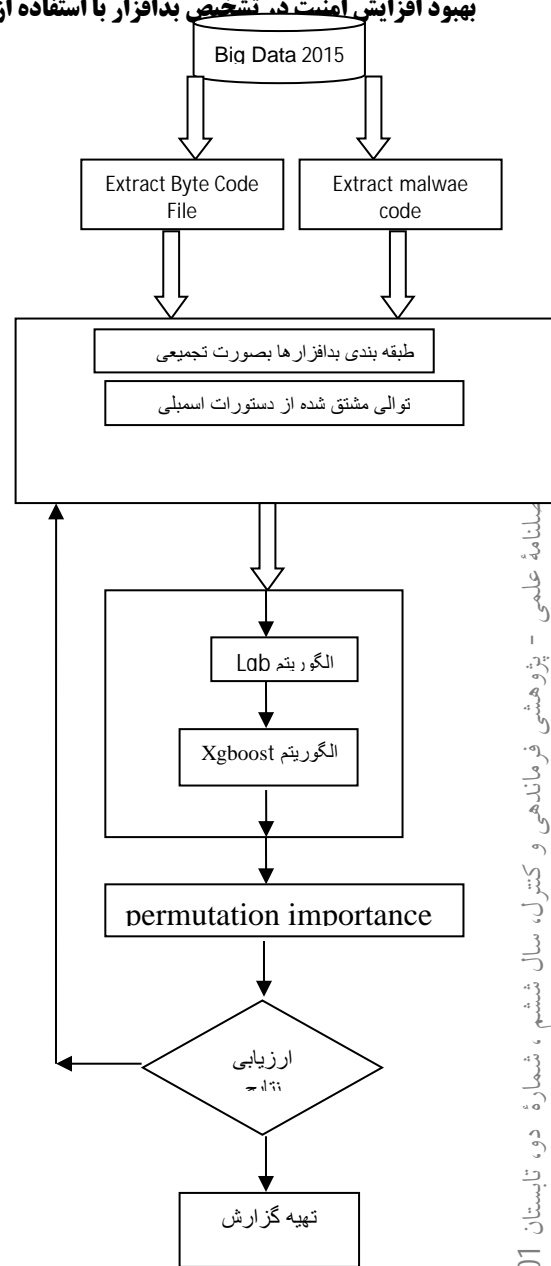 بهبود افزایش امنیت در تشخیص بدافزار با استفاده از
Big Data 2015
Extract Byte Code
File
Extract malwae
code
طبقه بندی بدافزارها بصورت تجمیعی
توالی مشتق شده از دستورات اسمبلی
الگوریتم Lab
الگوریتم Xgboost
permutation importance
ارزیابی
نتایج
تهیه گزارش
علمی - پژوهشی فرماندهی و کنترل، سال ششم ، شمارۀ دو، تابستان